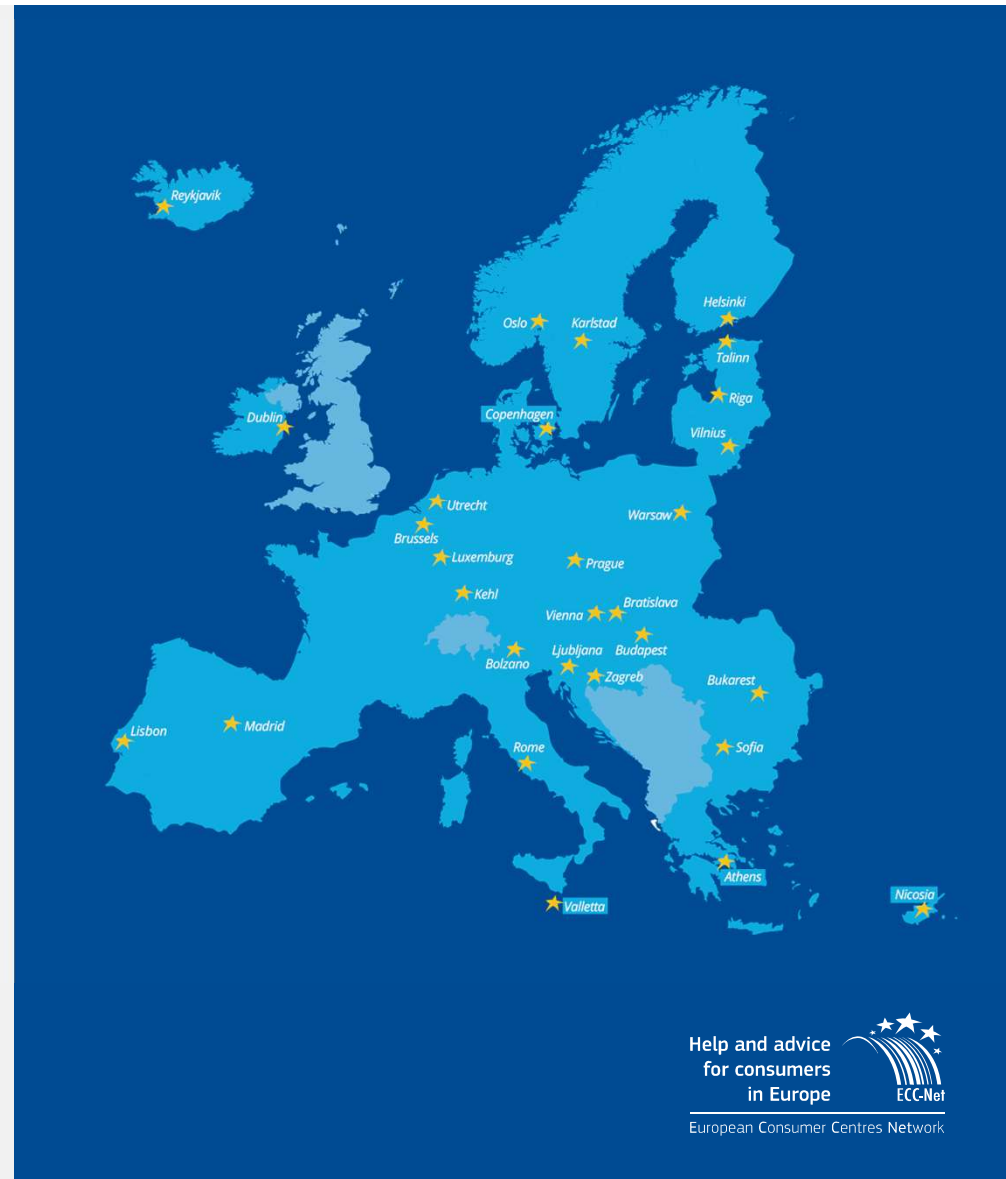 Reykjavik
Helsinki
Oslo
Karlstad
Talinn
Riga
Copenhagen
Dublin
Vilnius
Utrecht
Warsaw
Brussels
Luxemburg
Prague
Kehl
Bratislava
Vienna
Ljubljana
Budapest
Bolzano
Zagreb
Bukarest
Lisbon
Madrid
Rome
Sofia
Athens
Nicosia
Valletta
Help and advice
for consumers
in Europe
ECC-Net
European Consumer Centres Network